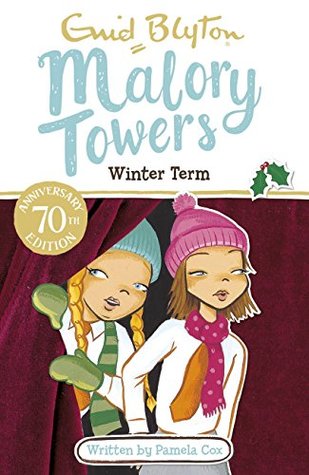 Enid Blyton®
Malory
Towers
Winter Term
ANNIVERSARY
70TH
EDITION
Written by Pamela Cox